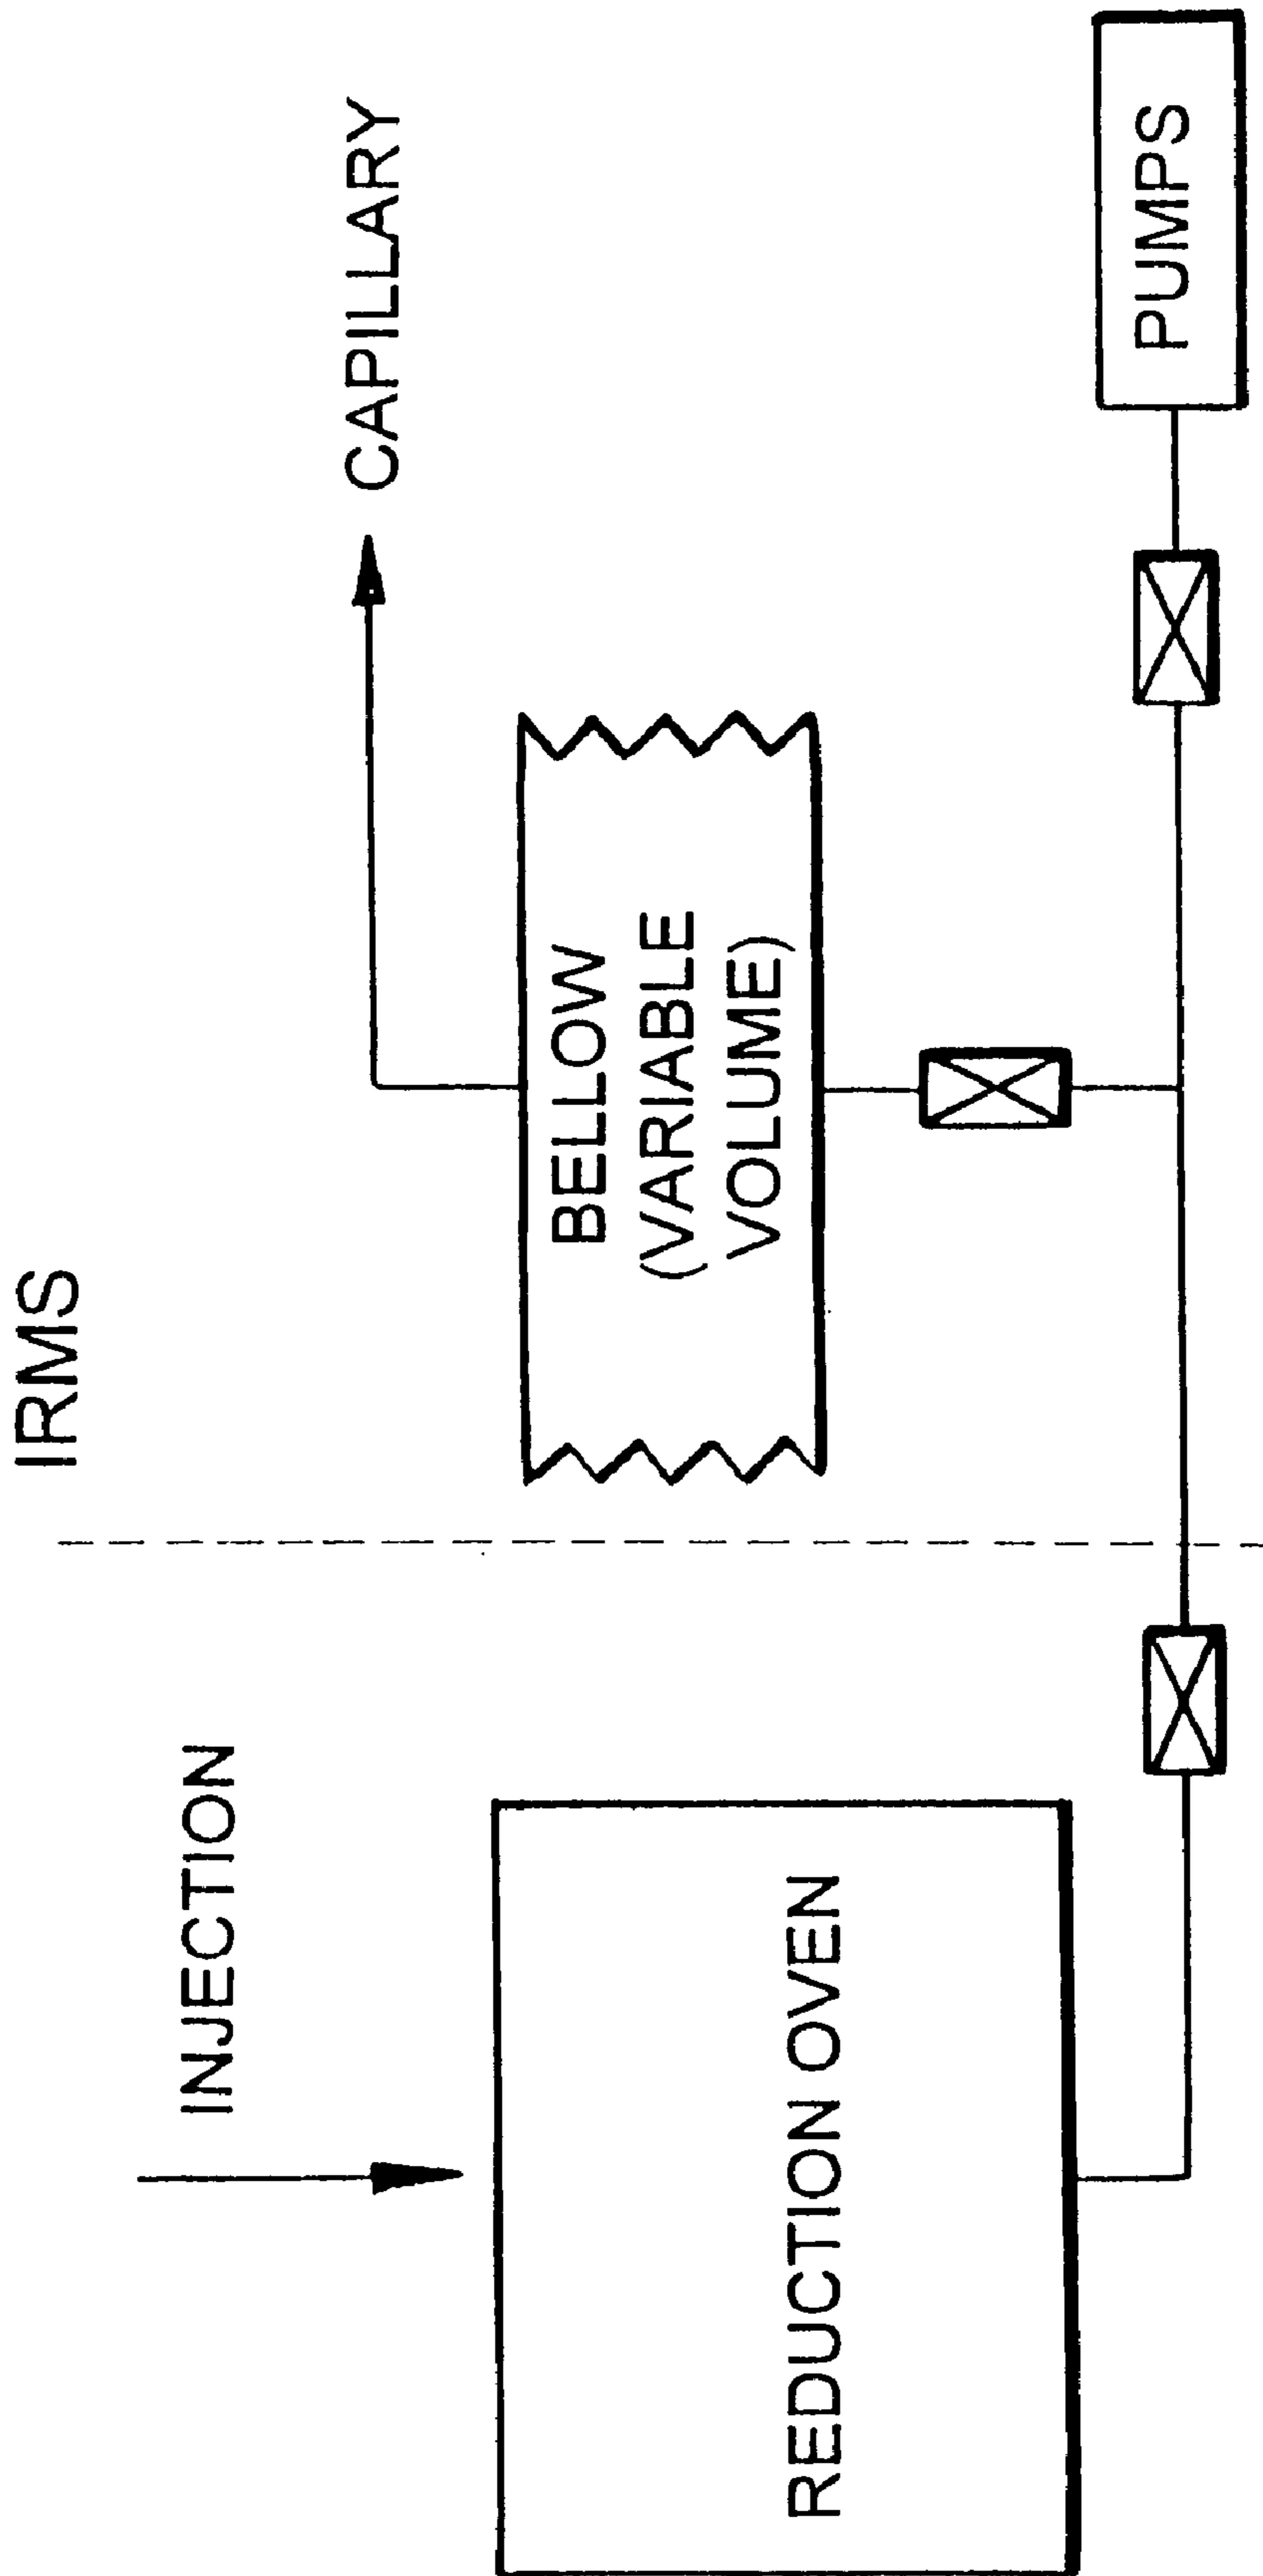 IRMS
INJECTION
CAPILLARY
REDUCTION OVEN
BELLOW
(VARIABLE
VOLUME)
PUMPS